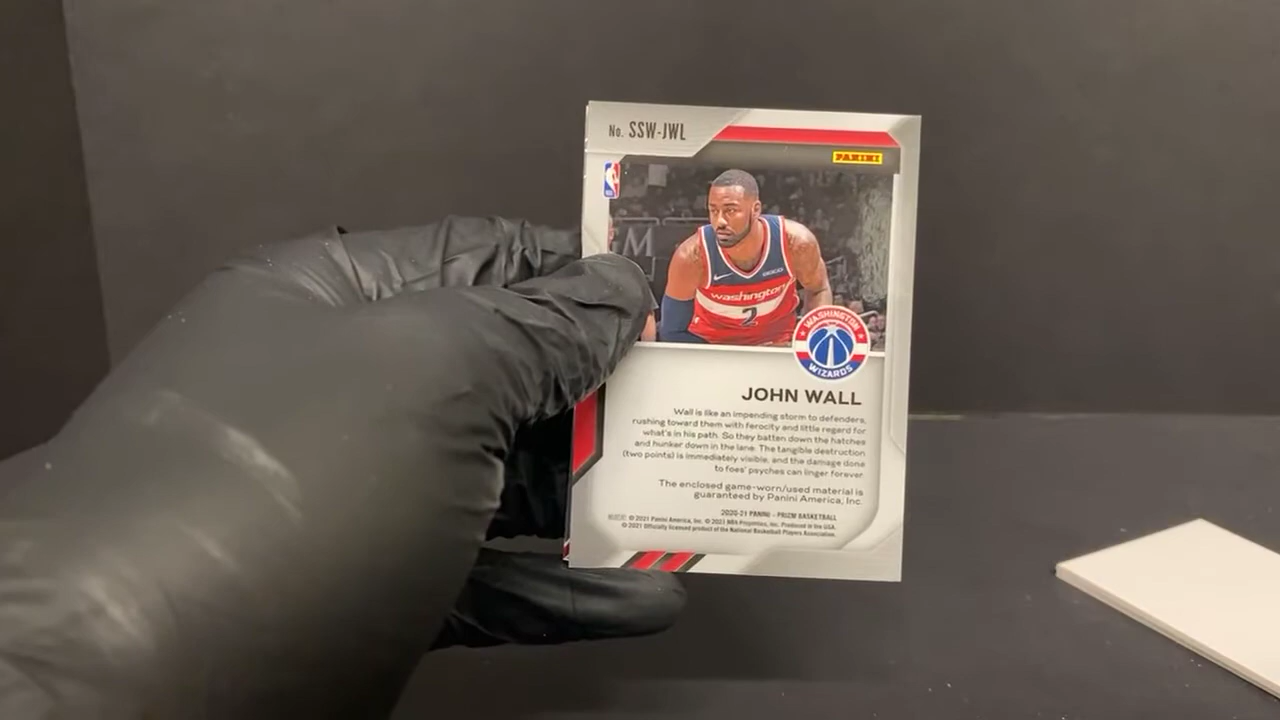 No. SSW-JWL
PANINI
GEICO
washington
2
WASHINGTON
WIZARDS
JOHN WALL
Wall is like an impending storm to defenders,
rushing toward them with ferocity and little regard for
what's in his path. So they batten down the hatches
and hunker down in the lane. The tangible destruction
(two points) is immediately visible, and the damage done
to foes' psyches can linger forever.
The enclosed game-worn/used material is
guaranteed by Panini America, Inc.
2020-21 PANINI – PRIZM BASKETBALL
© 2021 Panini America, Inc. © 2021 NBA Properties, Inc. Produced in the USA.
© 2021 Officially licensed product of the National Basketball Players Association.